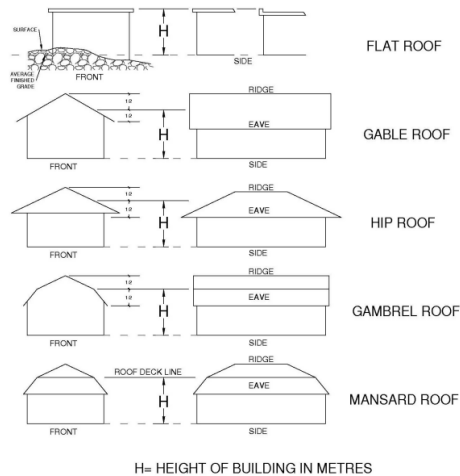 H
SURFACE
AVERAGE
FINISHED
GRADE
FRONT
SIDE
FLAT ROOF
1/2
1/2
H
RIDGE
EAVE
FRONT
SIDE
GABLE ROOF
1/2
1/2
H
RIDGE
EAVE
FRONT
SIDE
HIP ROOF
1/2
1/2
H
RIDGE
EAVE
FRONT
SIDE
GAMBREL ROOF
ROOF DECK LINE
H
RIDGE
EAVE
FRONT
SIDE
MANSARD ROOF
H= HEIGHT OF BUILDING IN METRES